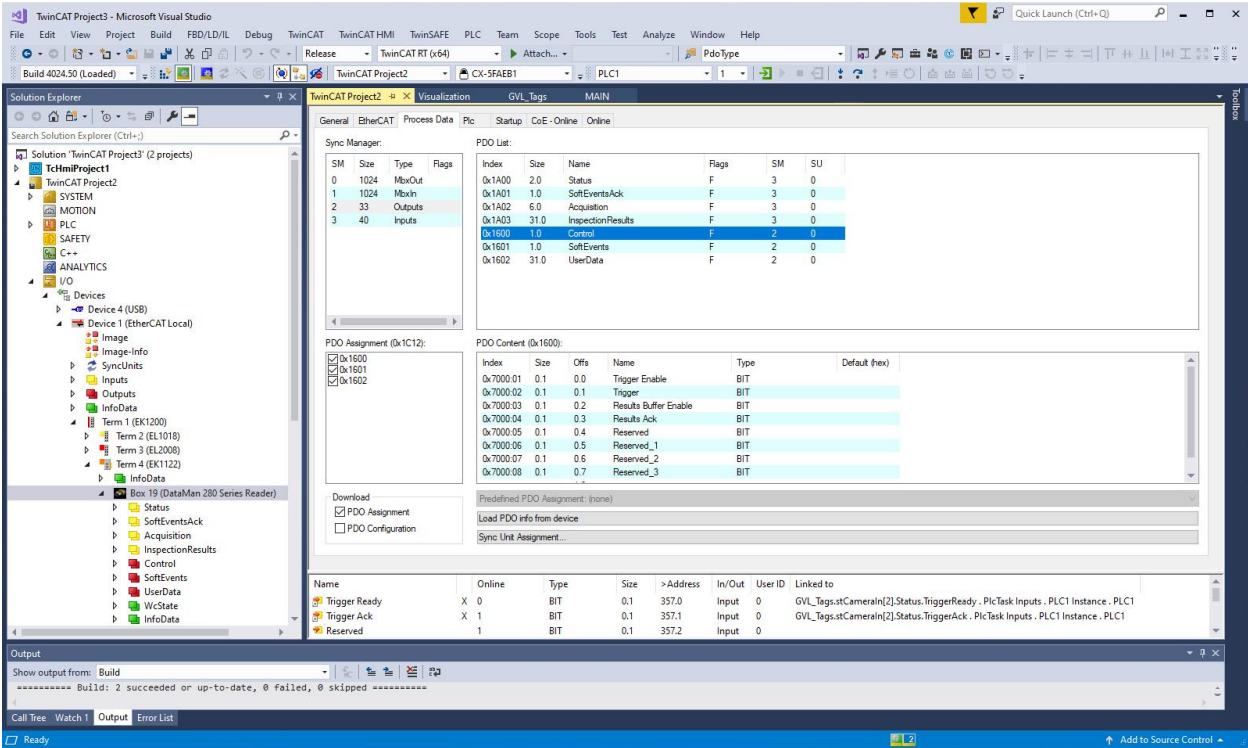 TwinCAT Project3 - Microsoft Visual Studio
Quick Launch (Ctrl+Q)
File Edit View Project Build FBD/LD/IL Debug TwinCAT TwinCAT HMI TwinSAFE PLC Team Scope Tools Test Analyze Window Help
Release TwinCAT RT (x64) Attach... PdoType
Build 4024.50 (Loaded) TwinCAT Project2 CX-5FAEB1 PLC1 1
Solution Explorer
Search Solution Explorer (Ctrl+;)
Solution 'TwinCAT Project3' (2 projects)
TcHmiProject1
TwinCAT Project2
SYSTEM
MOTION
PLC
SAFETY
C++
ANALYTICS
I/O
Devices
Device 4 (USB)
Device 1 (EtherCAT Local)
Image
Image-Info
SyncUnits
Inputs
Outputs
InfoData
Term 1 (EK1200)
Term 2 (EL1018)
Term 3 (EL2008)
Term 4 (EK1122)
InfoData
Box 19 (DataMan 280 Series Reader)
Status
SoftEventsAck
Acquisition
InspectionResults
Control
SoftEvents
UserData
WcState
InfoData
TwinCAT Project2 Visualization GVL_Tags MAIN
Toolbox
General EtherCAT Process Data Plc Startup CoE - Online Online
Sync Manager:
SM Size Type Flags
0 1024 MbxOut
1 1024 MbxIn
2 33 Outputs
3 40 Inputs
PDO List:
Index Size Name Flags SM SU
0x1A00 2.0 Status F 3 0
0x1A01 1.0 SoftEventsAck F 3 0
0x1A02 6.0 Acquisition F 3 0
0x1A03 31.0 InspectionResults F 3 0
0x1600 1.0 Control F 2 0
0x1601 1.0 SoftEvents F 2 0
0x1602 31.0 UserData F 2 0
PDO Assignment (0x1C12):
0x1600
0x1601
0x1602
PDO Content (0x1600):
Index Size Offs Name Type Default (hex)
0x7000:01 0.1 0.0 Trigger Enable BIT
0x7000:02 0.1 0.1 Trigger BIT
0x7000:03 0.1 0.2 Results Buffer Enable BIT
0x7000:04 0.1 0.3 Results Ack BIT
0x7000:05 0.1 0.4 Reserved BIT
0x7000:06 0.1 0.5 Reserved_1 BIT
0x7000:07 0.1 0.6 Reserved_2 BIT
0x7000:08 0.1 0.7 Reserved_3 BIT
Download
PDO Assignment
PDO Configuration
Predefined PDO Assignment: (none)
Load PDO info from device
Sync Unit Assignment...
Name Online Type Size >Address In/Out User ID Linked to
Trigger Ready X 0 BIT 0.1 357.0 Input 0 GVL_Tags.stCameraIn[2].Status.TriggerReady . PlcTask Inputs . PLC1 Instance . PLC1
Trigger Ack X 1 BIT 0.1 357.1 Input 0 GVL_Tags.stCameraIn[2].Status.TriggerAck . PlcTask Inputs . PLC1 Instance . PLC1
Reserved 1 BIT 0.1 357.2 Input 0
Output
Show output from: Build
========== Build: 2 succeeded or up-to-date, 0 failed, 0 skipped ==========
Call Tree Watch 1 Output Error List
Ready
2
Add to Source Control